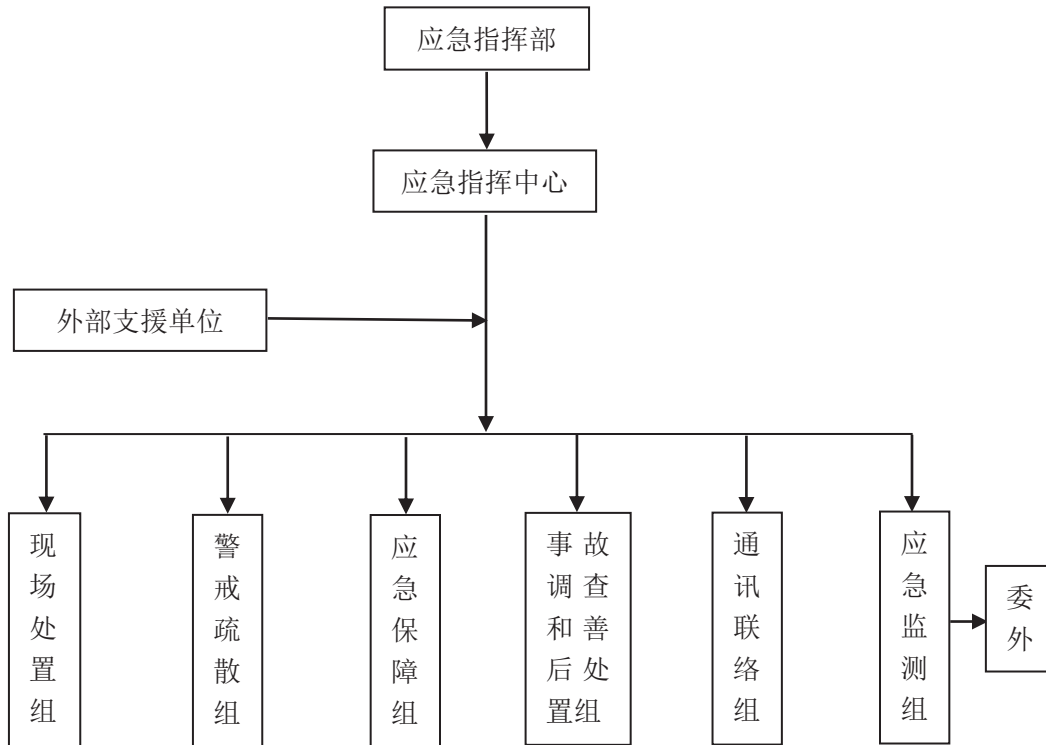 应急指挥部
应急指挥中心
外部支援单位
现场处置组
警戒疏散组
应急保障组
事故调查和善后处置组
通讯联络组
应急监测组
委外